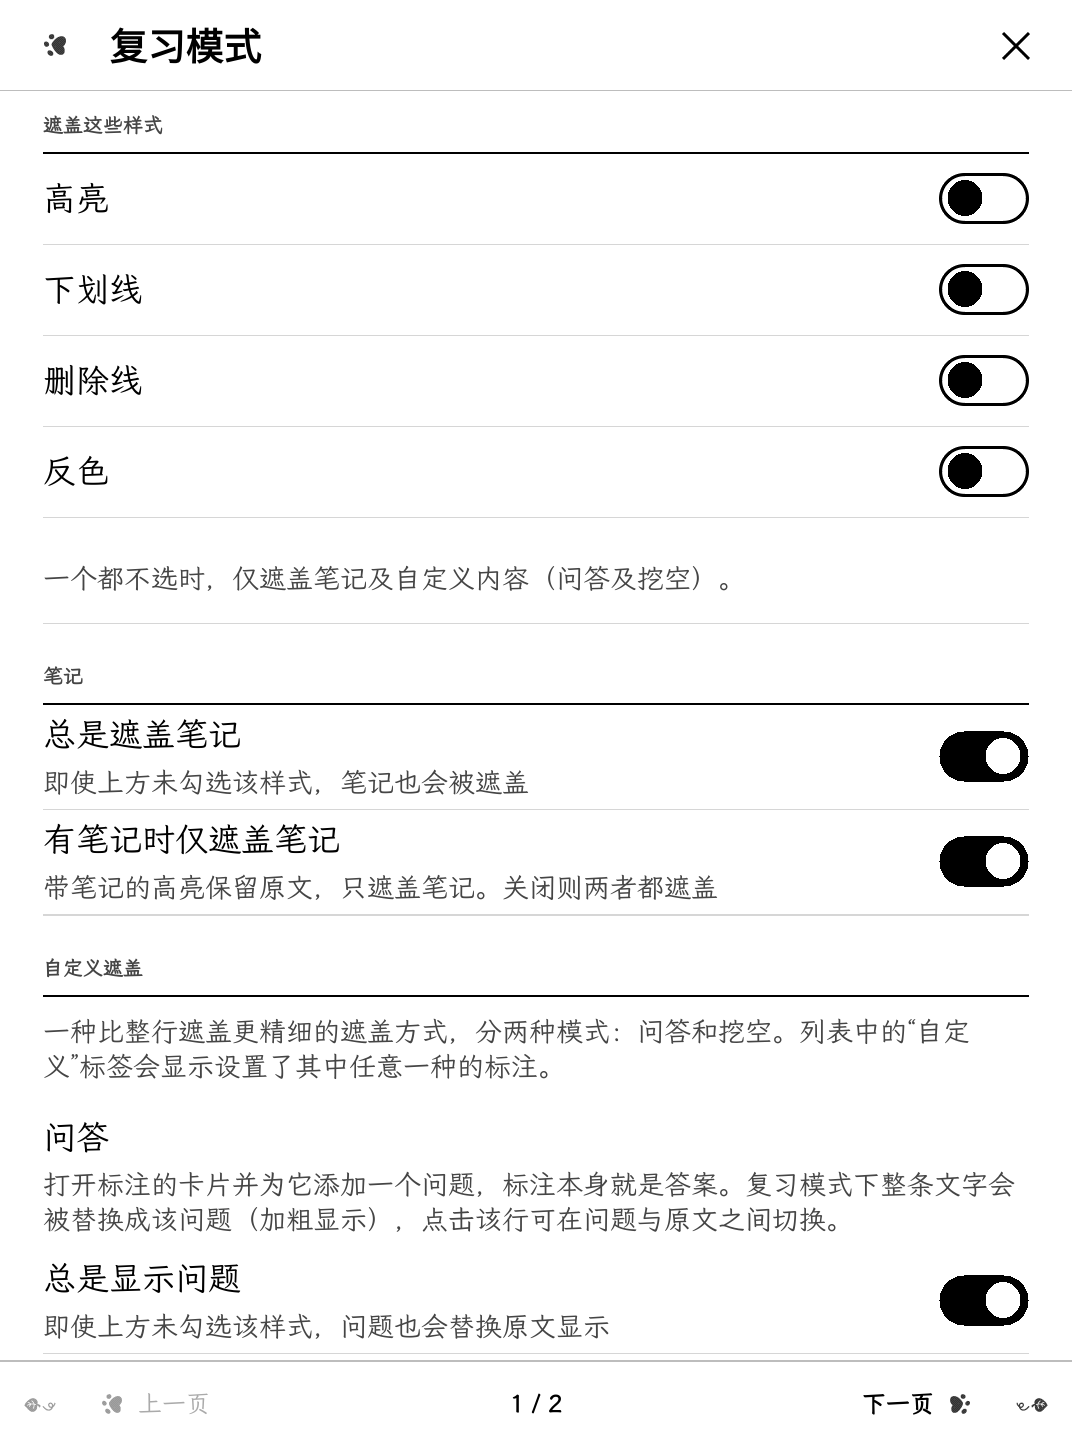 复习模式
遮盖这些样式
高亮
下划线
删除线
反色
一个都不选时，仅遮盖笔记及自定义内容（问答及挖空）。
笔记
总是遮盖笔记
即使上方未勾选该样式，笔记也会被遮盖
有笔记时仅遮盖笔记
带笔记的高亮保留原文，只遮盖笔记。关闭则两者都遮盖
自定义遮盖
一种比整行遮盖更精细的遮盖方式，分两种模式：问答和挖空。列表中的“自定
义”标签会显示设置了其中任意一种的标注。
问答
打开标注的卡片并为它添加一个问题，标注本身就是答案。复习模式下整条文字会
被替换成该问题（加粗显示），点击该行可在问题与原文之间切换。
总是显示问题
即使上方未勾选该样式，问题也会替换原文显示
上一页
1 / 2
下一页